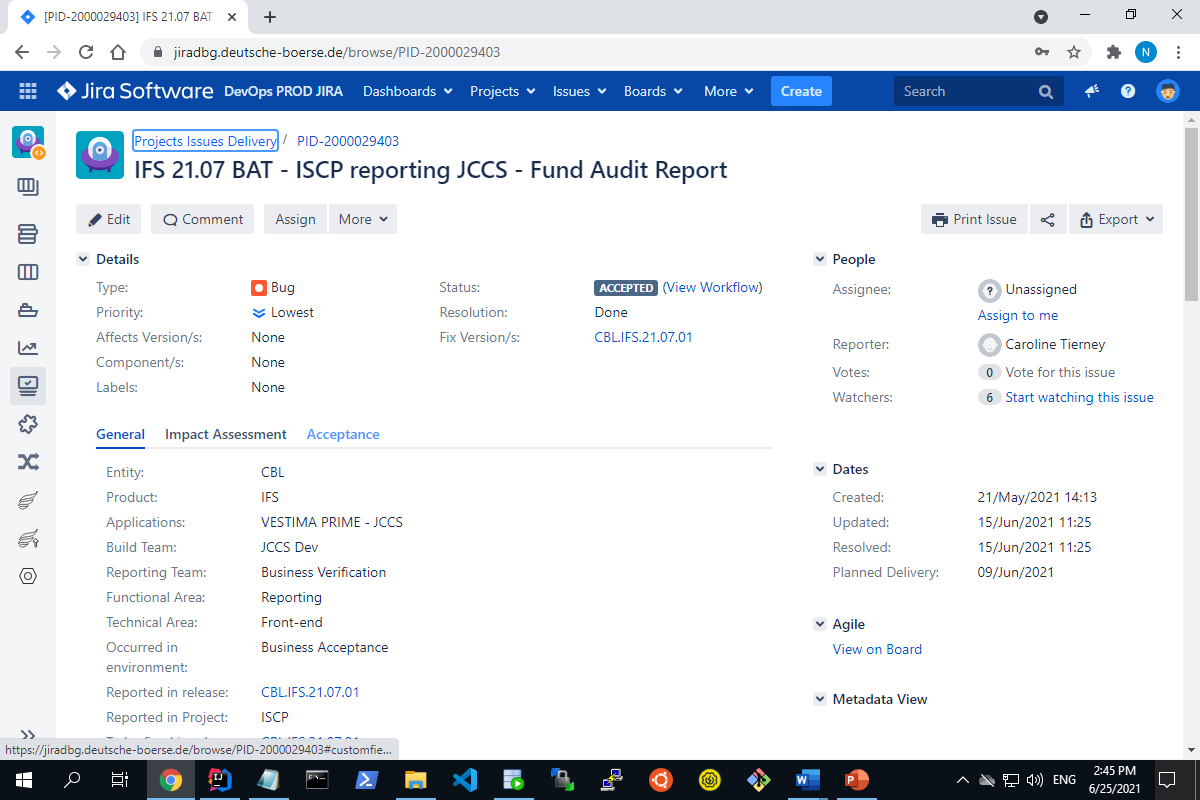 [PID-2000029403] IFS 21.07 BAT
jiradbg.deutsche-boerse.de/browse/PID-2000029403
N
Jira Software DevOps PROD JIRA Dashboards Projects Issues Boards More Create Search
Projects Issues Delivery / PID-2000029403
IFS 21.07 BAT - ISCP reporting JCCS - Fund Audit Report
Edit Comment Assign More Print Issue Export
Details
Type: Bug
Priority: Lowest
Affects Version/s: None
Component/s: None
Labels: None
Status: ACCEPTED (View Workflow)
Resolution: Done
Fix Version/s: CBL.IFS.21.07.01
General Impact Assessment Acceptance
Entity: CBL
Product: IFS
Applications: VESTIMA PRIME - JCCS
Build Team: JCCS Dev
Reporting Team: Business Verification
Functional Area: Reporting
Technical Area: Front-end
Occurred in environment: Business Acceptance
Reported in release: CBL.IFS.21.07.01
Reported in Project: ISCP
People
Assignee: Unassigned
Assign to me
Reporter: Caroline Tierney
Votes: 0 Vote for this issue
Watchers: 6 Start watching this issue
Dates
Created: 21/May/2021 14:13
Updated: 15/Jun/2021 11:25
Resolved: 15/Jun/2021 11:25
Planned Delivery: 09/Jun/2021
Agile
View on Board
Metadata View
https://jiradbg.deutsche-boerse.de/browse/PID-2000029403#customfie...
ENG
2:45 PM
6/25/2021